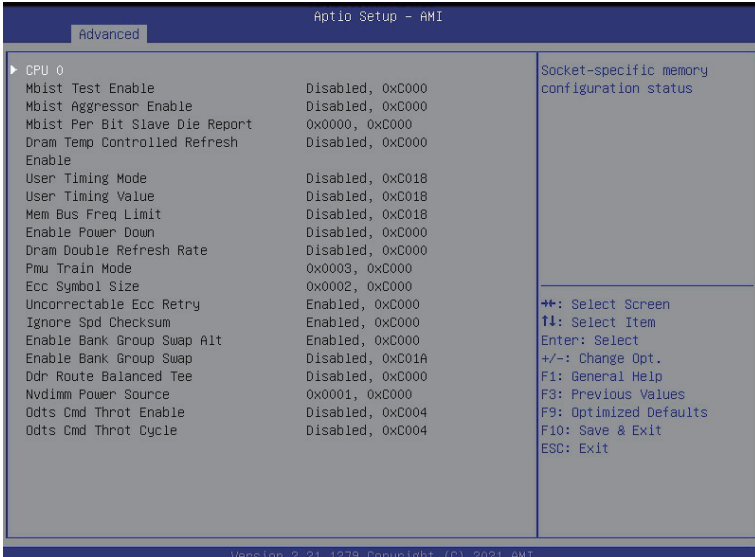 Aptio Setup - AMI
Advanced
▶ CPU 0
Mbist Test Enable Disabled, 0xC000
Mbist Aggressor Enable Disabled, 0xC000
Mbist Per Bit Slave Die Report 0x0000, 0xC000
Dram Temp Controlled Refresh Disabled, 0xC000
Enable
User Timing Mode Disabled, 0xC018
User Timing Value Disabled, 0xC018
Mem Bus Freq Limit Disabled, 0xC018
Enable Power Down Disabled, 0xC000
Dram Double Refresh Rate Disabled, 0xC000
Pmu Train Mode 0x0003, 0xC000
Ecc Symbol Size 0x0002, 0xC000
Uncorrectable Ecc Retry Enabled, 0xC000
Ignore Spd Checksum Enabled, 0xC000
Enable Bank Group Swap Alt Enabled, 0xC000
Enable Bank Group Swap Disabled, 0xC01A
Ddr Route Balanced Tee Disabled, 0xC000
Nvdimm Power Source 0x0001, 0xC000
Odts Cmd Throt Enable Disabled, 0xC004
Odts Cmd Throt Cycle Disabled, 0xC004
Socket-specific memory
configuration status
→←: Select Screen
↑↓: Select Item
Enter: Select
+/-: Change Opt.
F1: General Help
F3: Previous Values
F9: Optimized Defaults
F10: Save & Exit
ESC: Exit
Version 2.21.1279 Copyright (C) 2021 AMI